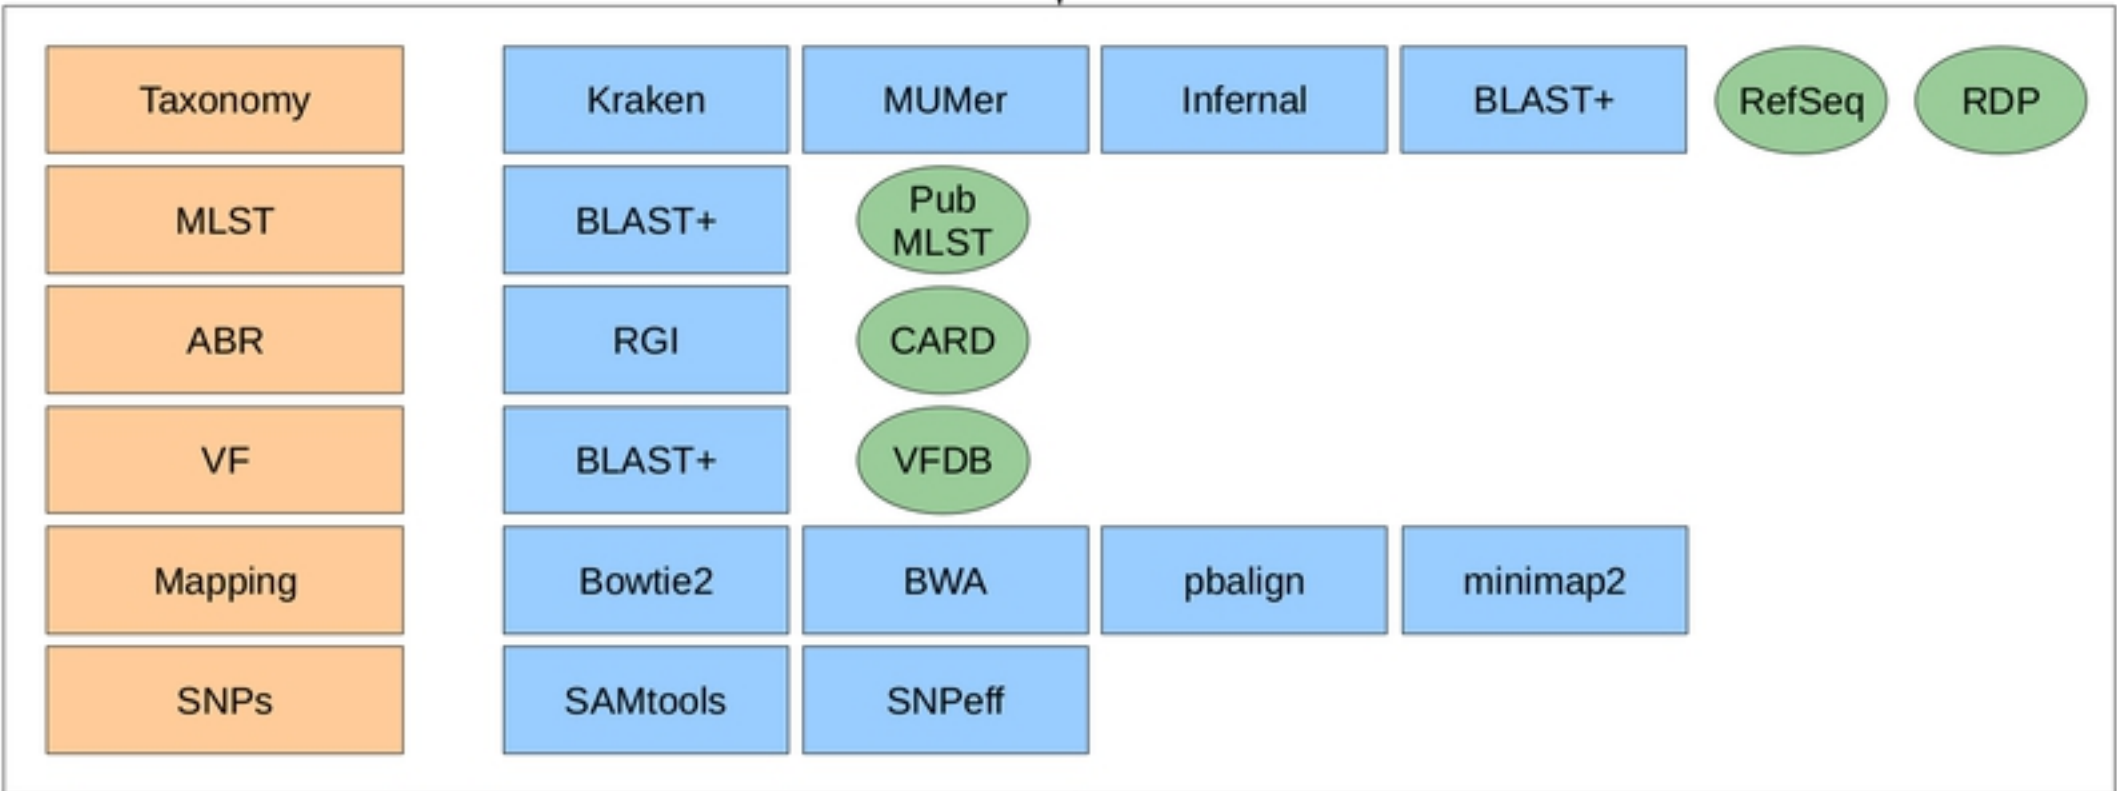 Taxonomy Kraken MUMer Infernal BLAST+ RefSeq RDP
MLST BLAST+ Pub
MLST
ABR RGI CARD
VF BLAST+ VFDB
Mapping Bowtie2 BWA pbalign minimap2
SNPs SAMtools SNPeff